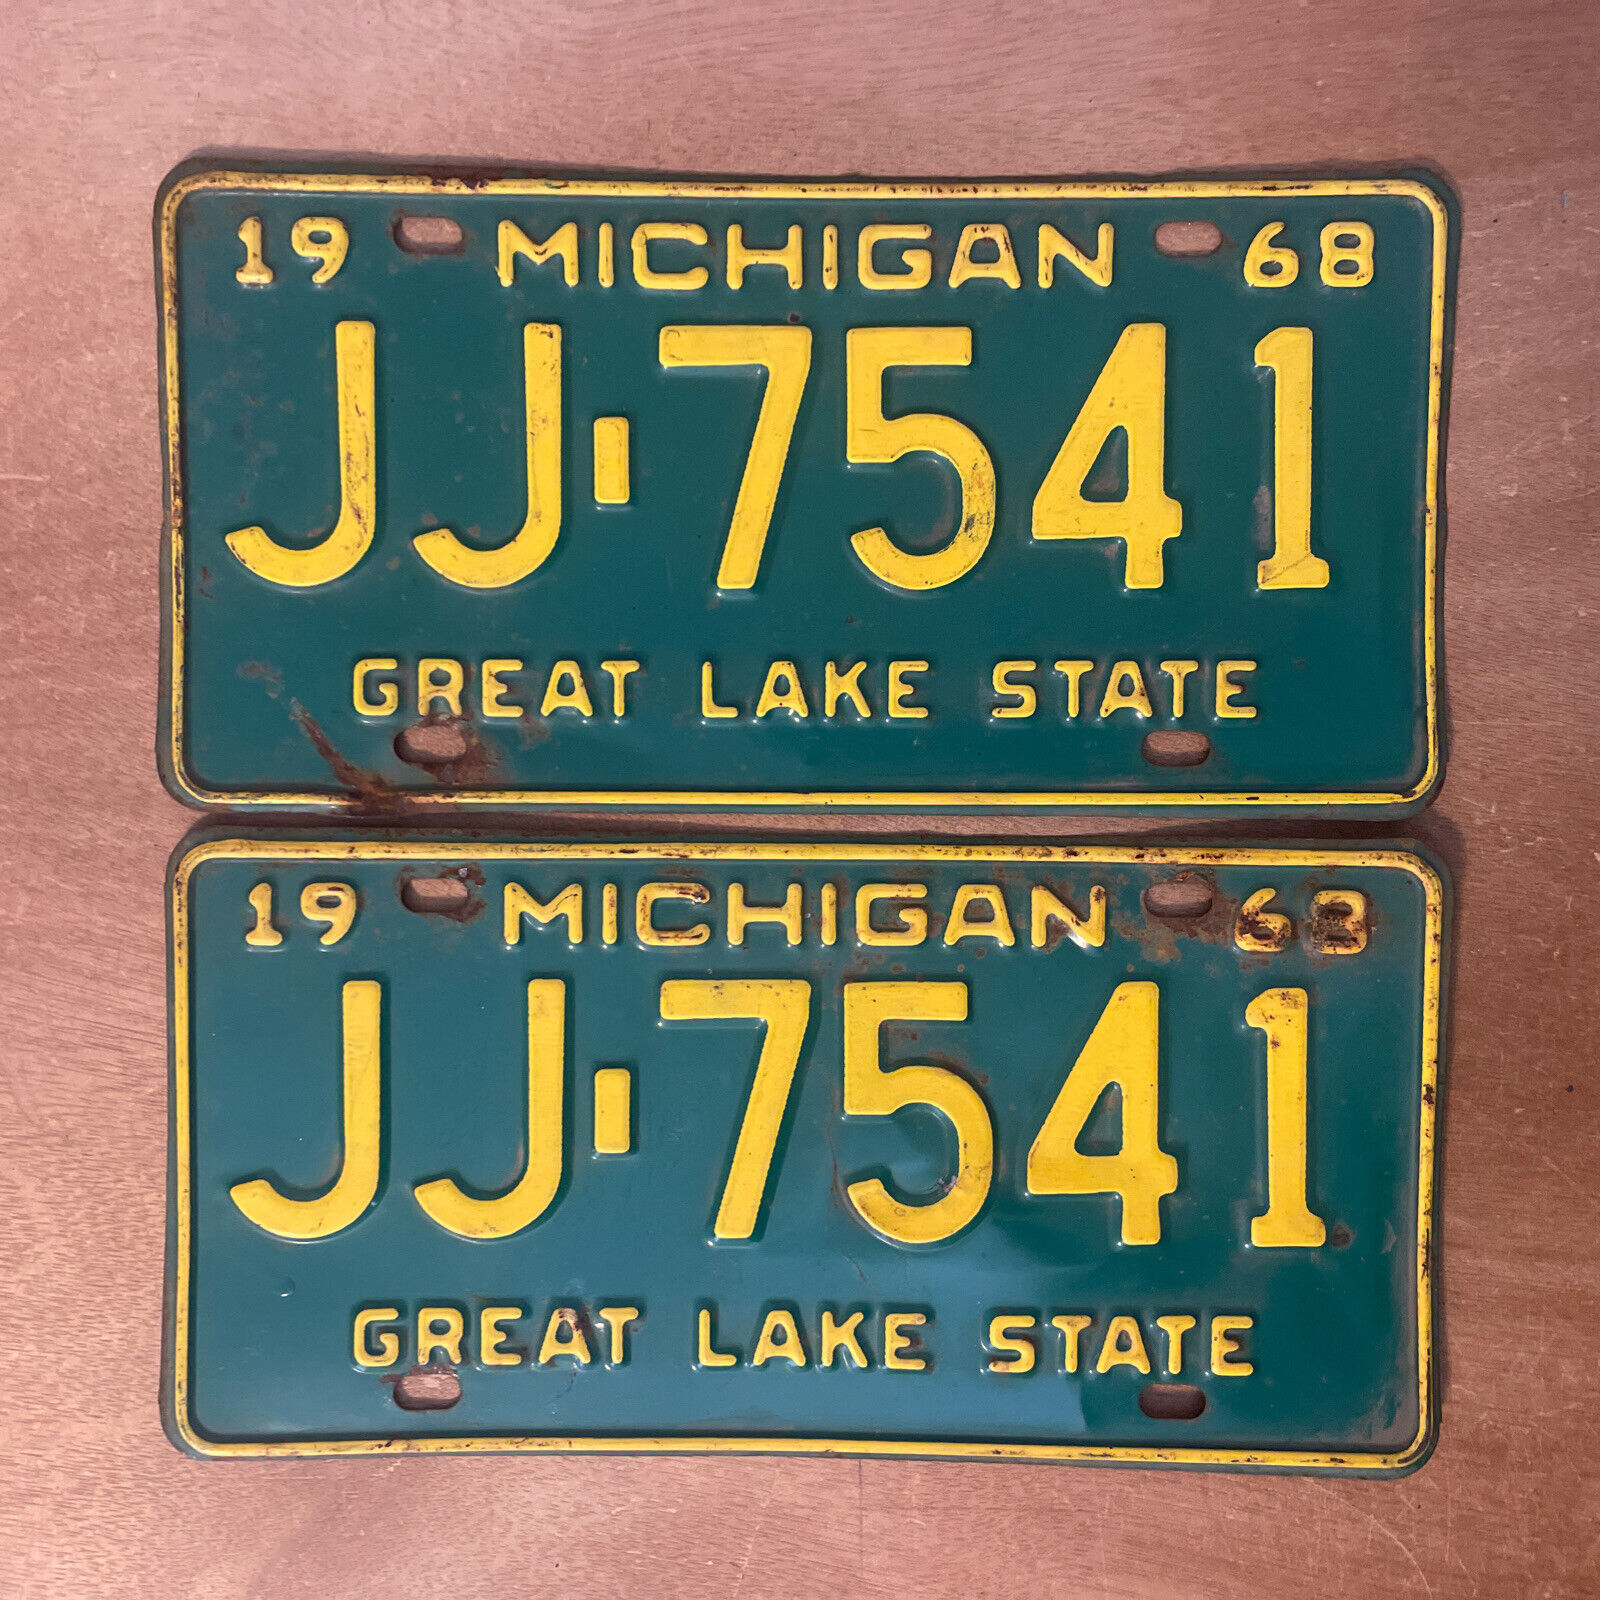 19 MICHIGAN 68
JJ-7541
GREAT LAKE STATE
19 MICHIGAN 68
JJ-7541
GREAT LAKE STATE